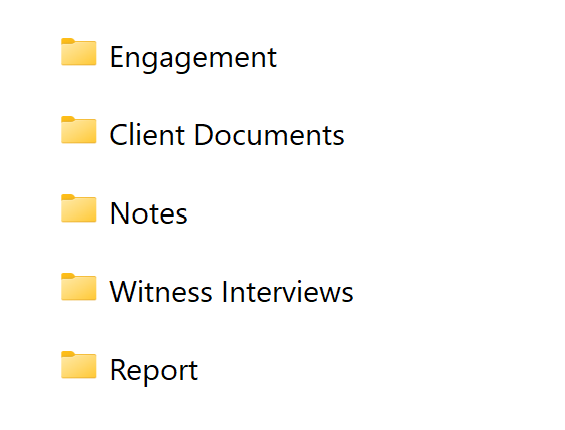 Engagement
Client Documents
Notes
Witness Interviews
Report